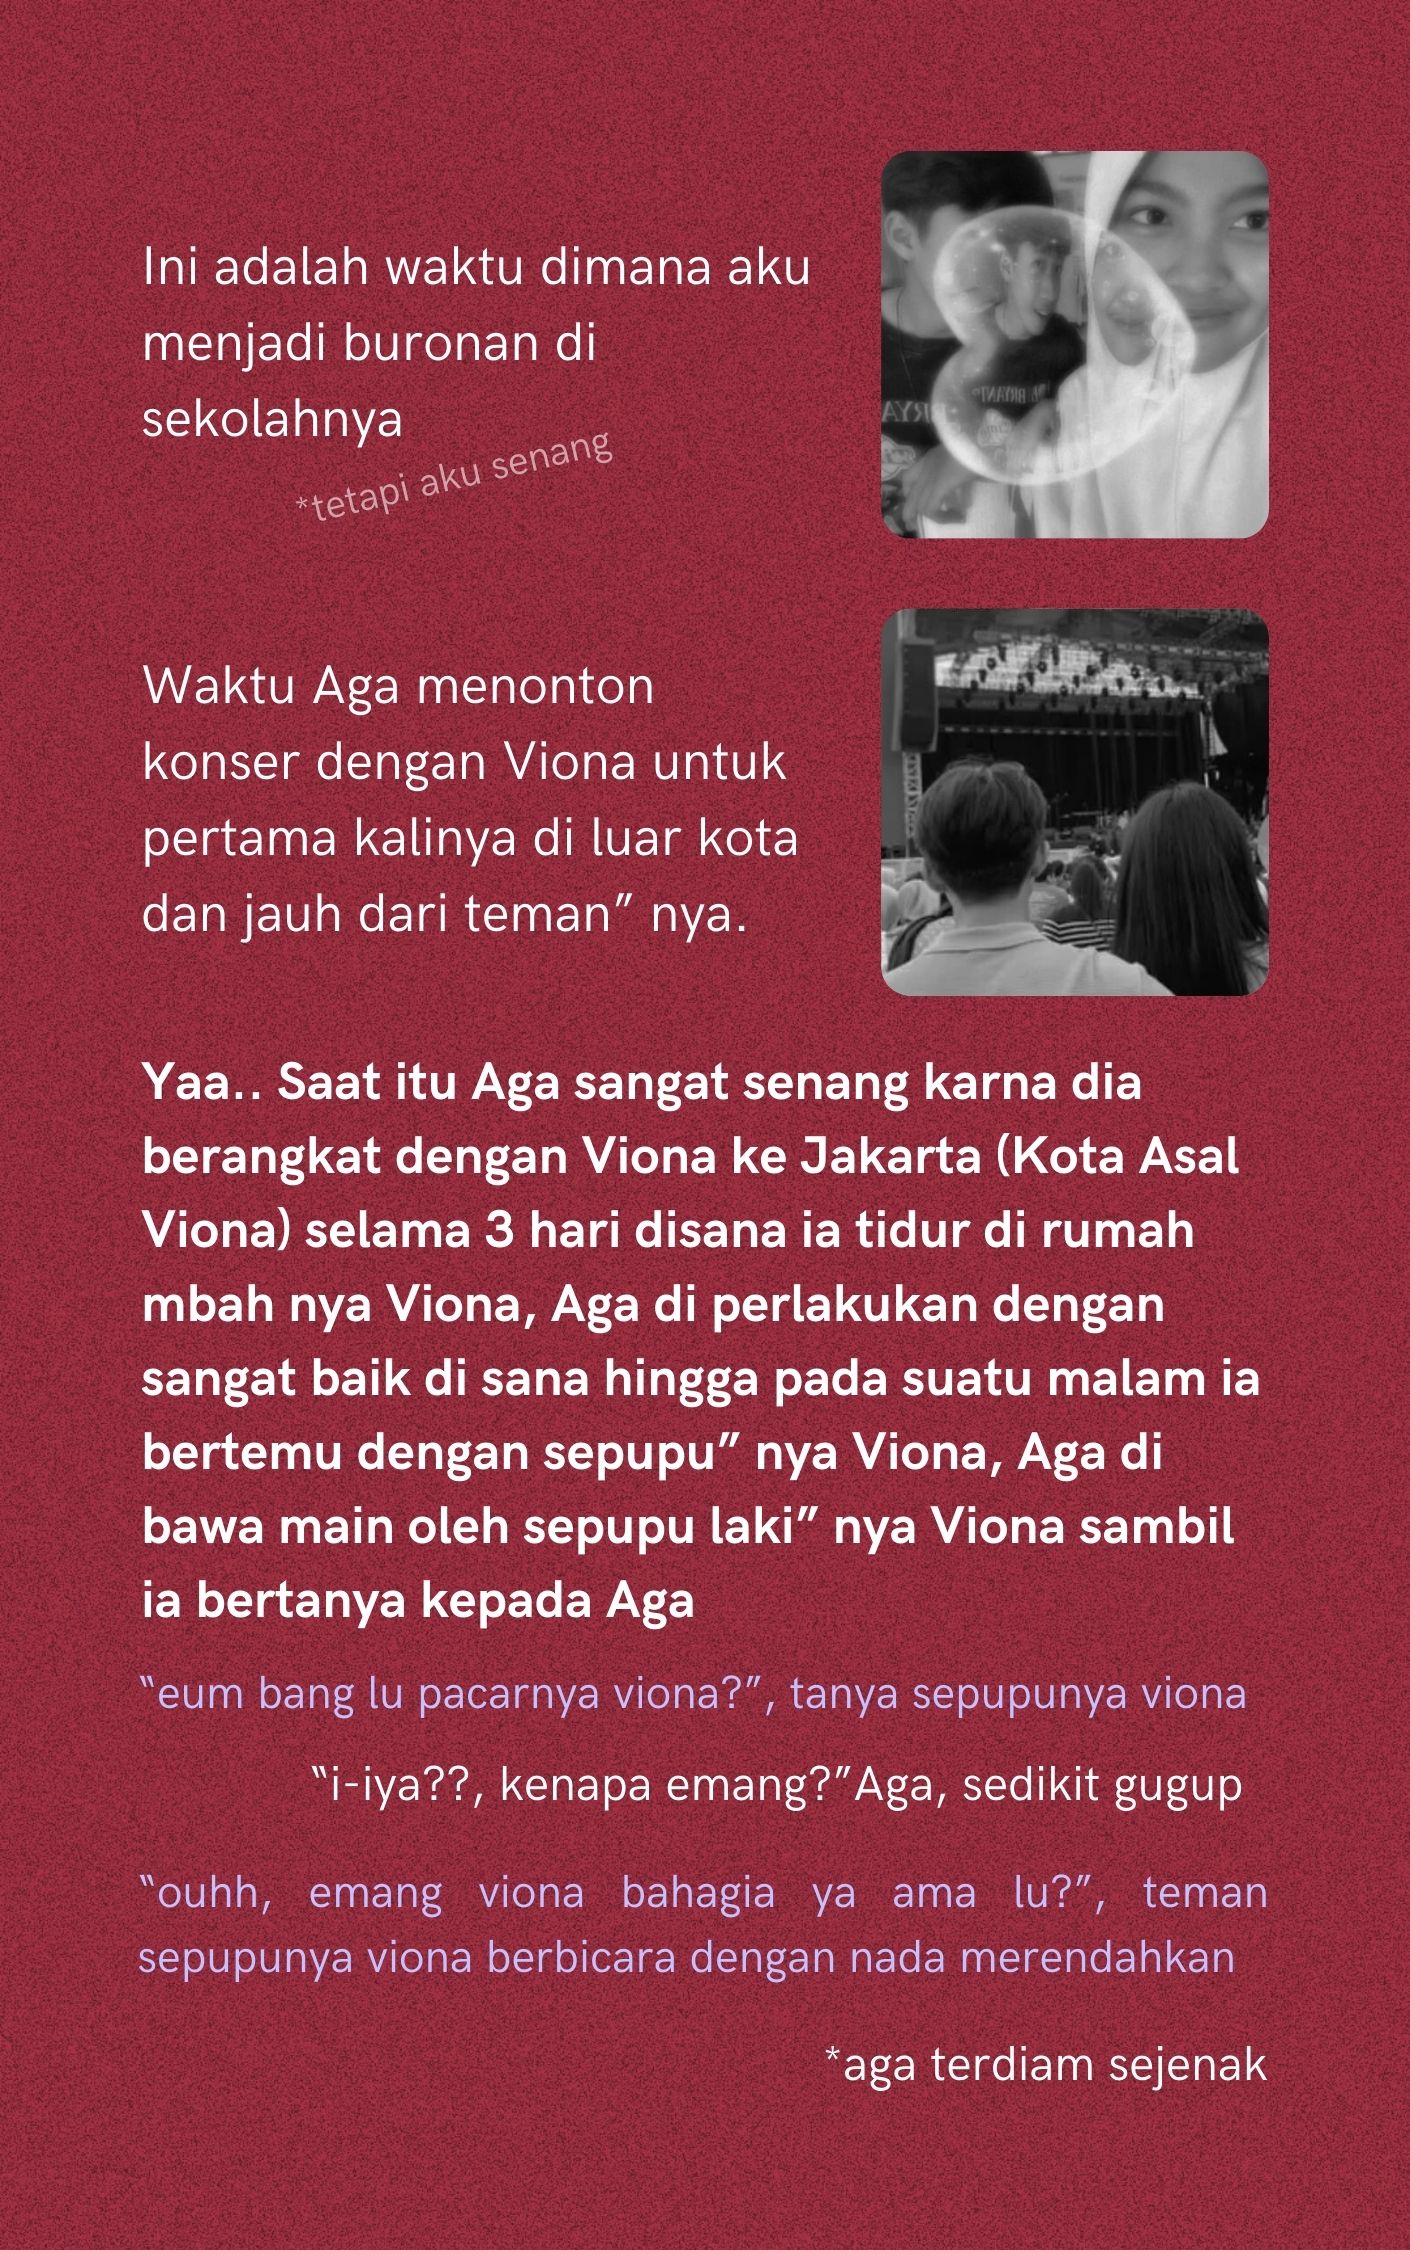 Ini adalah waktu dimana aku
menjadi buronan di
sekolahnya
*tetapi aku senang
Waktu Aga menonton
konser dengan Viona untuk
pertama kalinya di luar kota
dan jauh dari teman” nya.
Yaa.. Saat itu Aga sangat senang karna dia
berangkat dengan Viona ke Jakarta (Kota Asal
Viona) selama 3 hari disana ia tidur di rumah
mbah nya Viona, Aga di perlakukan dengan
sangat baik di sana hingga pada suatu malam ia
bertemu dengan sepupu” nya Viona, Aga di
bawa main oleh sepupu laki” nya Viona sambil
ia bertanya kepada Aga
“eum bang lu pacarnya viona?”, tanya sepupunya viona
“i-iya??, kenapa emang?”Aga, sedikit gugup
“ouhh, emang viona bahagia ya ama lu?”, teman
sepupunya viona berbicara dengan nada merendahkan
*aga terdiam sejenak